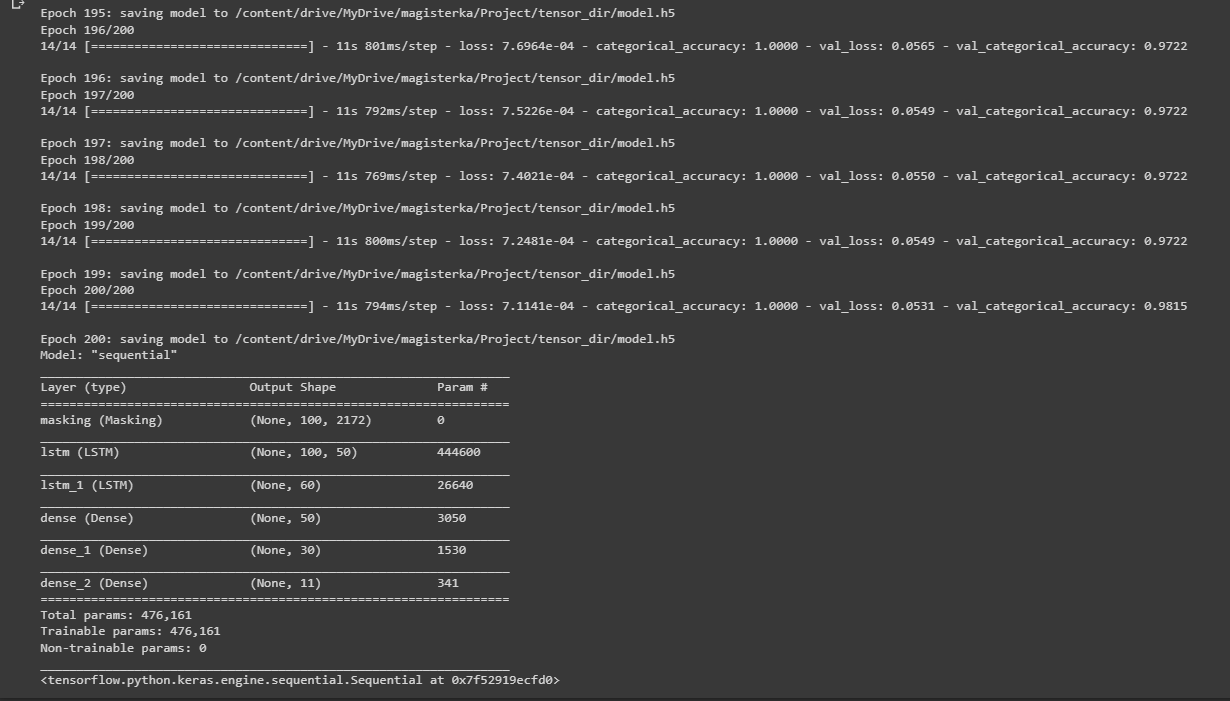 Epoch 195: saving model to /content/drive/MyDrive/magisterka/Project/tensor_dir/model.h5
Epoch 196/200
14/14 [==============================] - 11s 801ms/step - loss: 7.6964e-04 - categorical_accuracy: 1.0000 - val_loss: 0.0565 - val_categorical_accuracy: 0.9722
Epoch 196: saving model to /content/drive/MyDrive/magisterka/Project/tensor_dir/model.h5
Epoch 197/200
14/14 [==============================] - 11s 792ms/step - loss: 7.5226e-04 - categorical_accuracy: 1.0000 - val_loss: 0.0549 - val_categorical_accuracy: 0.9722
Epoch 197: saving model to /content/drive/MyDrive/magisterka/Project/tensor_dir/model.h5
Epoch 198/200
14/14 [==============================] - 11s 769ms/step - loss: 7.4021e-04 - categorical_accuracy: 1.0000 - val_loss: 0.0550 - val_categorical_accuracy: 0.9722
Epoch 198: saving model to /content/drive/MyDrive/magisterka/Project/tensor_dir/model.h5
Epoch 199/200
14/14 [==============================] - 11s 800ms/step - loss: 7.2481e-04 - categorical_accuracy: 1.0000 - val_loss: 0.0549 - val_categorical_accuracy: 0.9722
Epoch 199: saving model to /content/drive/MyDrive/magisterka/Project/tensor_dir/model.h5
Epoch 200/200
14/14 [==============================] - 11s 794ms/step - loss: 7.1141e-04 - categorical_accuracy: 1.0000 - val_loss: 0.0531 - val_categorical_accuracy: 0.9815
Epoch 200: saving model to /content/drive/MyDrive/magisterka/Project/tensor_dir/model.h5
Model: "sequential"
_________________________________________________________________
Layer (type)                 Output Shape              Param #
=================================================================
masking (Masking)            (None, 100, 2172)         0
_________________________________________________________________
lstm (LSTM)                  (None, 100, 50)           444600
_________________________________________________________________
lstm_1 (LSTM)                (None, 60)                26640
_________________________________________________________________
dense (Dense)                (None, 50)                3050
_________________________________________________________________
dense_1 (Dense)              (None, 30)                1530
_________________________________________________________________
dense_2 (Dense)              (None, 11)                341
=================================================================
Total params: 476,161
Trainable params: 476,161
Non-trainable params: 0
_________________________________________________________________
<tensorflow.python.keras.engine.sequential.Sequential at 0x7f52919ecfd0>